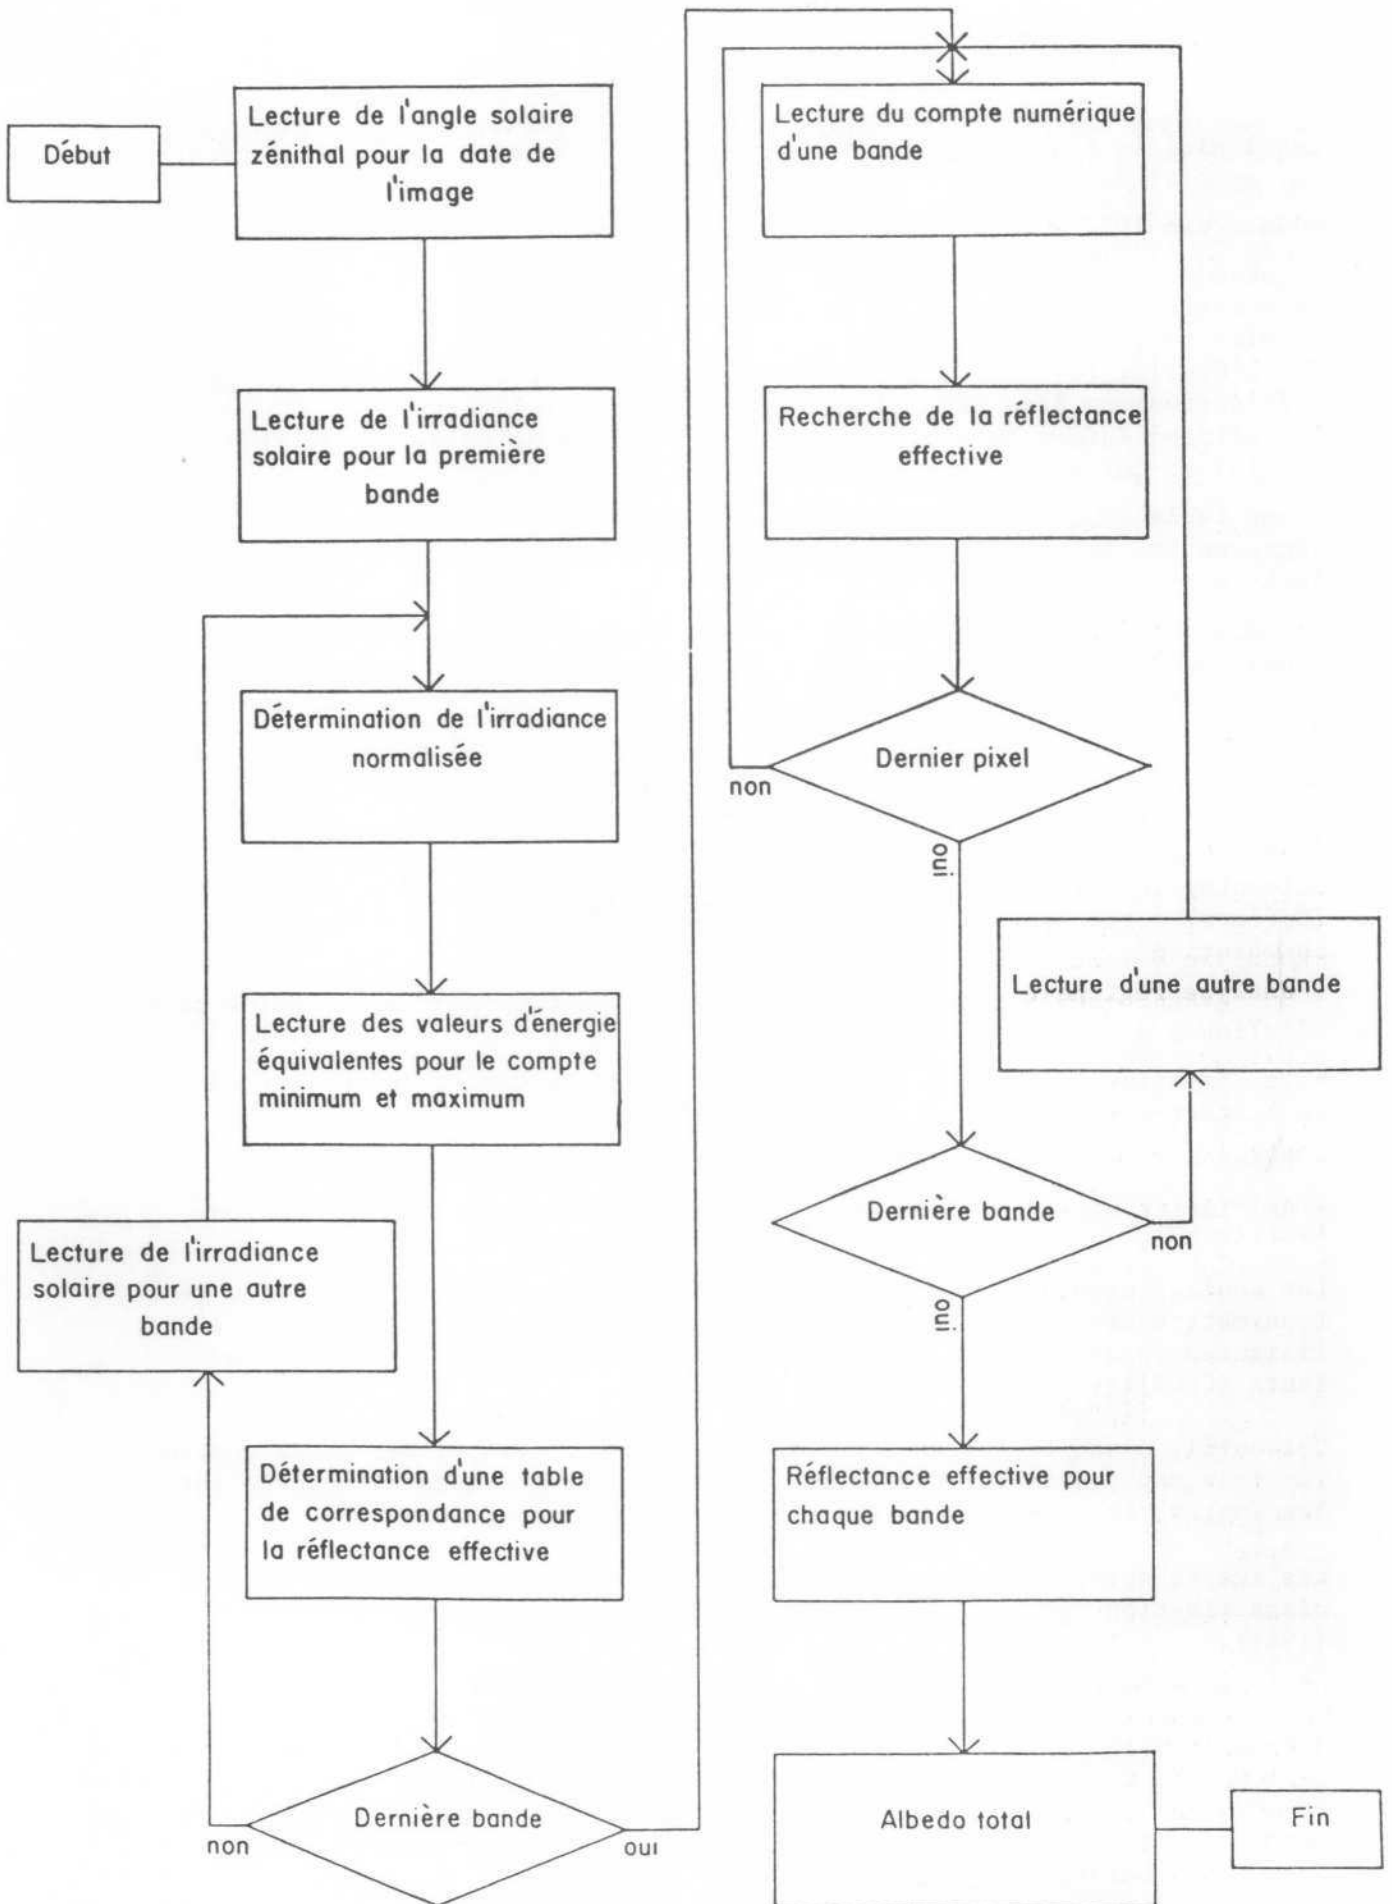 Début
Lecture de l'angle solaire
zénithal pour la date de
l'image
Lecture de l'irradiance
solaire pour la première
bande
Détermination de l'irradiance
normalisée
Lecture des valeurs d'énergie
équivalentes pour le compte
minimum et maximum
Lecture de l'irradiance
solaire pour une autre
bande
Détermination d'une table
de correspondance pour
la réflectance effective
Dernière bande
non
oui
Lecture du compte numérique
d'une bande
Recherche de la réflectance
effective
Dernier pixel
non
oui
Lecture d'une autre bande
Dernière bande
non
oui
Réflectance effective pour
chaque bande
Albedo total
Fin